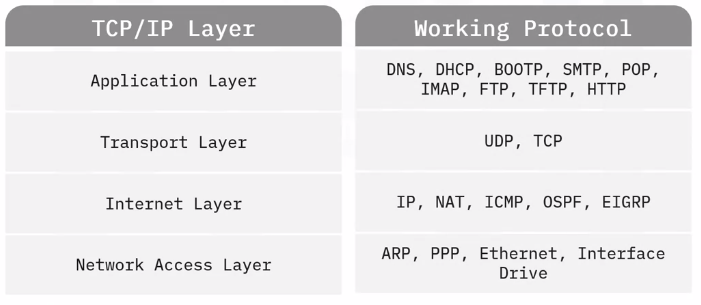 TCP/IP Layer
Working Protocol
Application Layer
DNS, DHCP, BOOTP, SMTP, POP,
IMAP, FTP, TFTP, HTTP
Transport Layer
UDP, TCP
Internet Layer
IP, NAT, ICMP, OSPF, EIGRP
Network Access Layer
ARP, PPP, Ethernet, Interface
Drive